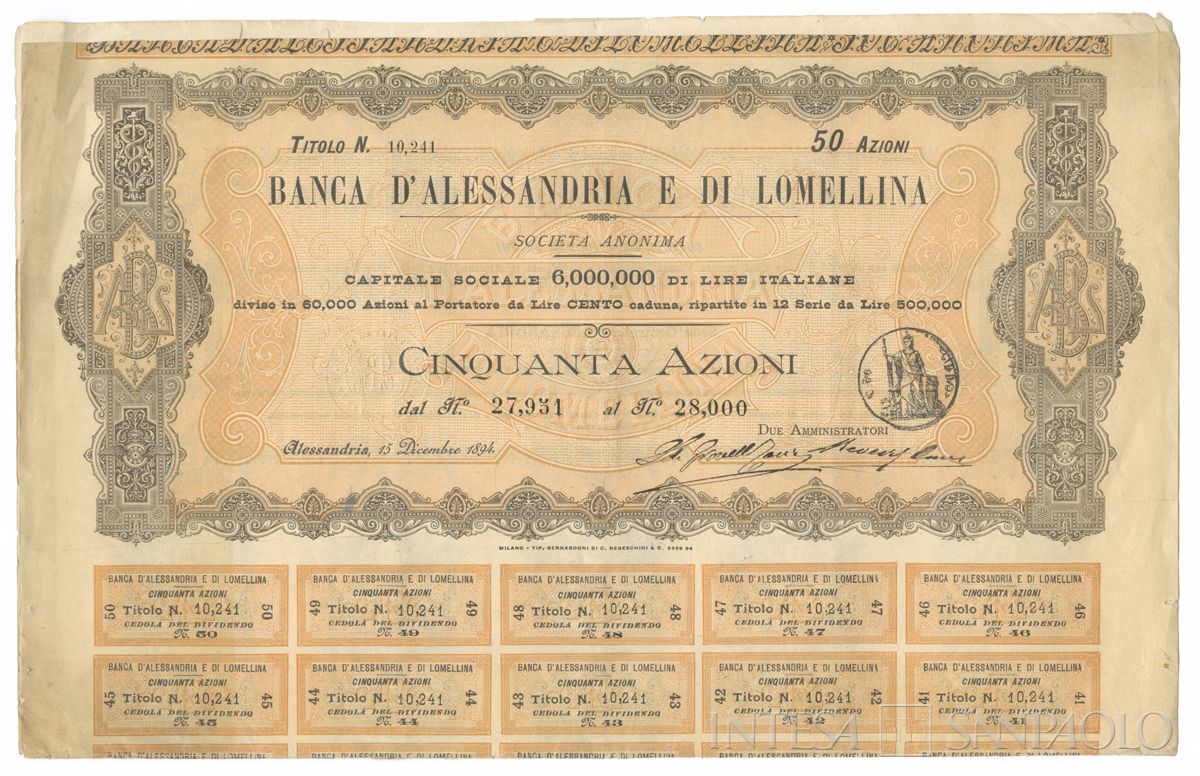 TITOLO N. 10,241
50 AZIONI
BANCA D'ALESSANDRIA E DI LOMELLINA
SOCIETA ANONIMA
CAPITALE SOCIALE 6,000,000 DI LIRE ITALIANE
diviso in 60,000 Azioni al Portatore da Lire CENTO caduna, ripartite in 12 Serie da Lire 500,000
CINQUANTA AZIONI
dal N.º 27,951 al N.º 28,000
DUE AMMINISTRATORI
Alessandria, 15 Dicembre 1894.
MILANO - TIP. BERNARDONI DI C. REBESCHINI & C.
BANCA D'ALESSANDRIA E DI LOMELLINA
CINQUANTA AZIONI
50 Titolo N. 10,241 50
CEDOLA DEL DIVIDENDO
N. 50
BANCA D'ALESSANDRIA E DI LOMELLINA
CINQUANTA AZIONI
49 Titolo N. 10,241 49
CEDOLA DEL DIVIDENDO
N. 49
BANCA D'ALESSANDRIA E DI LOMELLINA
CINQUANTA AZIONI
48 Titolo N. 10,241 48
CEDOLA DEL DIVIDENDO
N. 48
BANCA D'ALESSANDRIA E DI LOMELLINA
CINQUANTA AZIONI
47 Titolo N. 10,241 47
CEDOLA DEL DIVIDENDO
N. 47
BANCA D'ALESSANDRIA E DI LOMELLINA
CINQUANTA AZIONI
46 Titolo N. 10,241 46
CEDOLA DEL DIVIDENDO
N. 46
BANCA D'ALESSANDRIA E DI LOMELLINA
CINQUANTA AZIONI
45 Titolo N. 10,241 45
CEDOLA DEL DIVIDENDO
N. 45
BANCA D'ALESSANDRIA E DI LOMELLINA
CINQUANTA AZIONI
44 Titolo N. 10,241 44
CEDOLA DEL DIVIDENDO
N. 44
BANCA D'ALESSANDRIA E DI LOMELLINA
CINQUANTA AZIONI
43 Titolo N. 10,241 43
CEDOLA DEL DIVIDENDO
N. 43
BANCA D'ALESSANDRIA E DI LOMELLINA
CINQUANTA AZIONI
42 Titolo N. 10,241 42
CEDOLA DEL DIVIDENDO
N. 42
BANCA D'ALESSANDRIA E DI LOMELLINA
CINQUANTA AZIONI
41 Titolo N. 10,241 41
CEDOLA DEL DIVIDENDO
N. 41
INTESA SANPAOLO